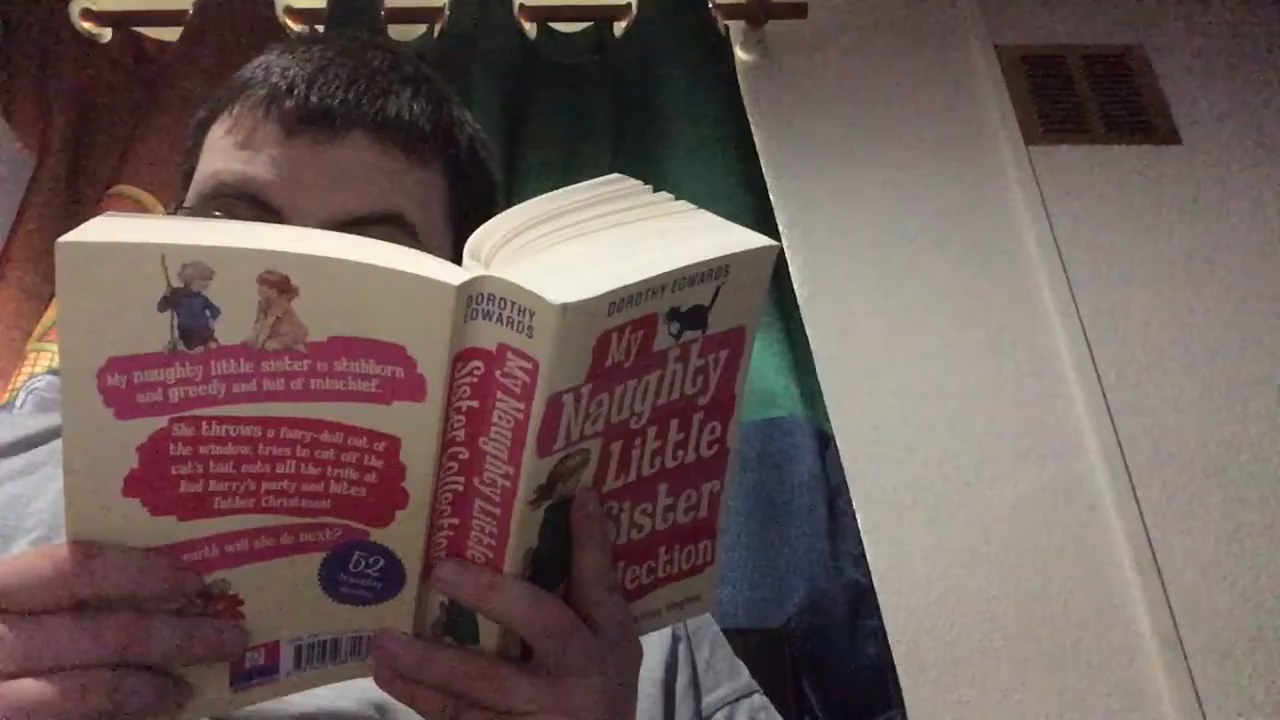 My naughty little sister is stubborn
and greedy and full of mischief.
She throws a fairy-doll out of
the window, tries to cut off the
cat's tail, eats all the trifle at
Bad Harry's party and bites
Father Christmas!
earth will she do next?
52
Naughty
DOROTHY
EDWARDS
My Naughty Little
Sister Collection
DOROTHY EDWARDS
My
Naughty
Little
Sister
lection